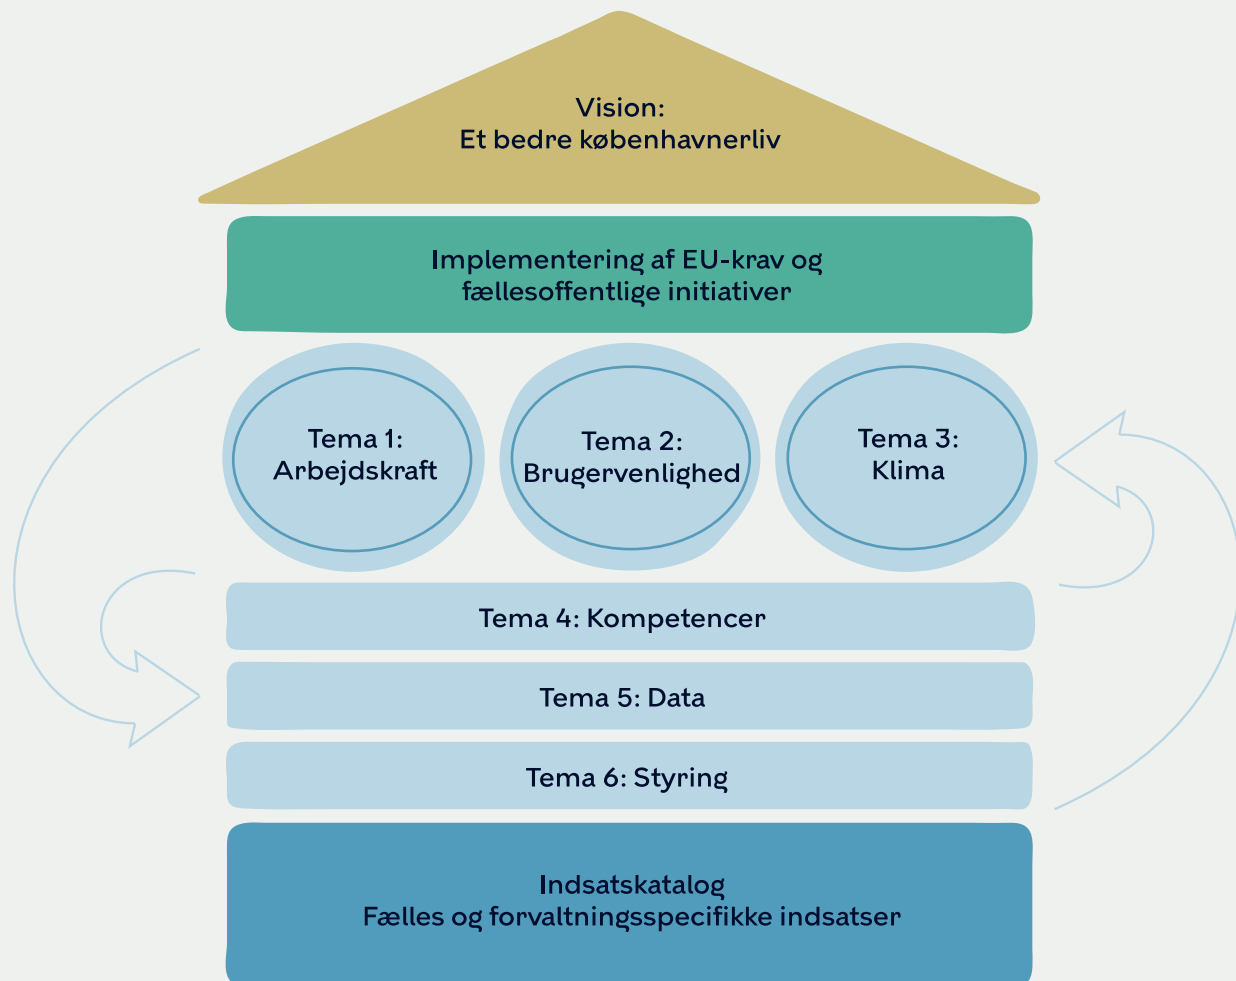 Vision:
Et bedre københavnerliv
Implementering af EU-krav og
fællesoffentlige initiativer
Tema 1:
Arbejdskraft
Tema 2:
Brugervenlighed
Tema 3:
Klima
Tema 4: Kompetencer
Tema 5: Data
Tema 6: Styring
Indsatskatalog
Fælles og forvaltningsspecifikke indsatser